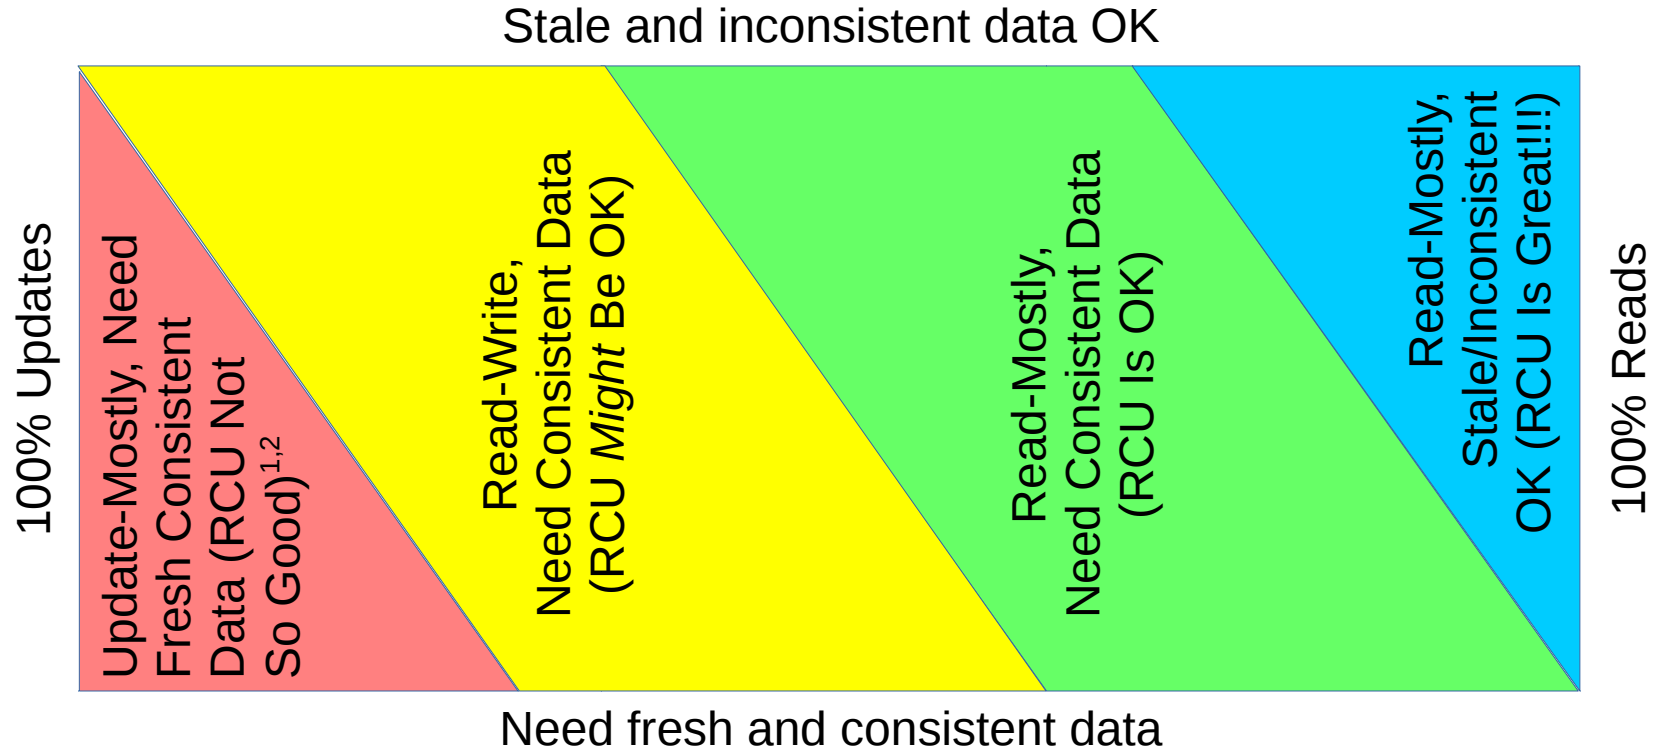 Stale and inconsistent data OK
100% Updates
Update-Mostly, Need
Fresh Consistent
Data (RCU Not
So Good)1,2
Read-Write,
Need Consistent Data
(RCU Might Be OK)
Read-Mostly,
Need Consistent Data
(RCU Is OK)
Read-Mostly,
Stale/Inconsistent
OK (RCU Is Great!!!)
100% Reads
Need fresh and consistent data